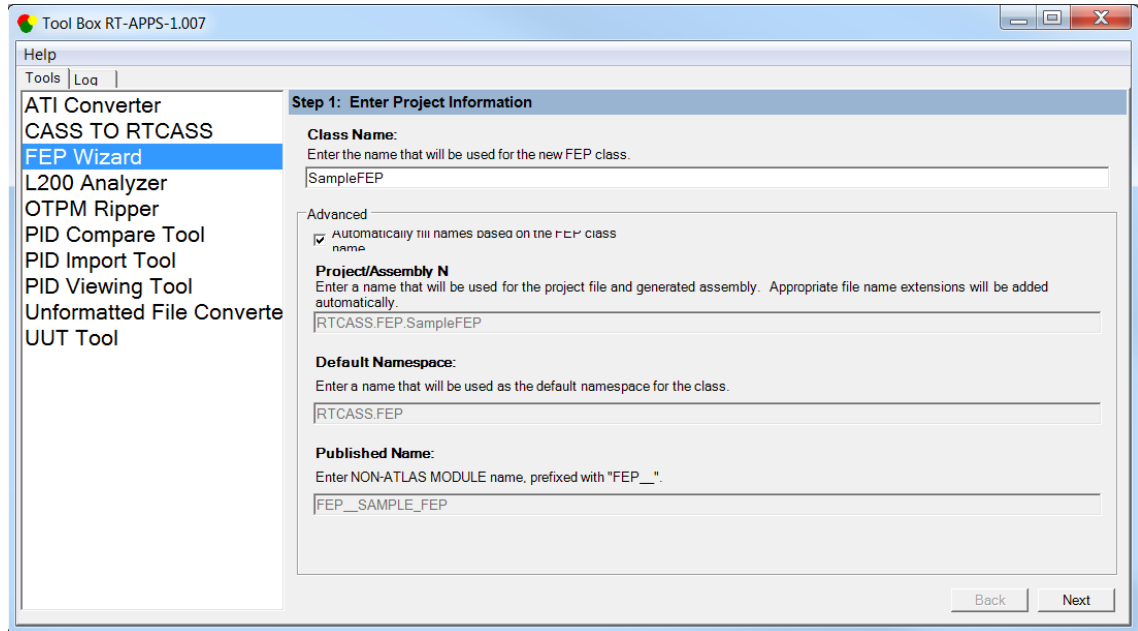 Tool Box RT-APPS-1.007
Help
Tools
Log
ATI Converter
CASS TO RTCASS
FEP Wizard
L200 Analyzer
OTPM Ripper
PID Compare Tool
PID Import Tool
PID Viewing Tool
Unformatted File Converte
UUT Tool
Step 1: Enter Project Information
Class Name:
Enter the name that will be used for the new FEP class.
SampleFEP
Advanced
Automatically fill names based on the FEP class
name
Project/Assembly N
Enter a name that will be used for the project file and generated assembly. Appropriate file name extensions will be added
automatically.
RTCASS.FEP.SampleFEP
Default Namespace:
Enter a name that will be used as the default namespace for the class.
RTCASS.FEP
Published Name:
Enter NON-ATLAS MODULE name, prefixed with "FEP__".
FEP__SAMPLE_FEP
Back
Next